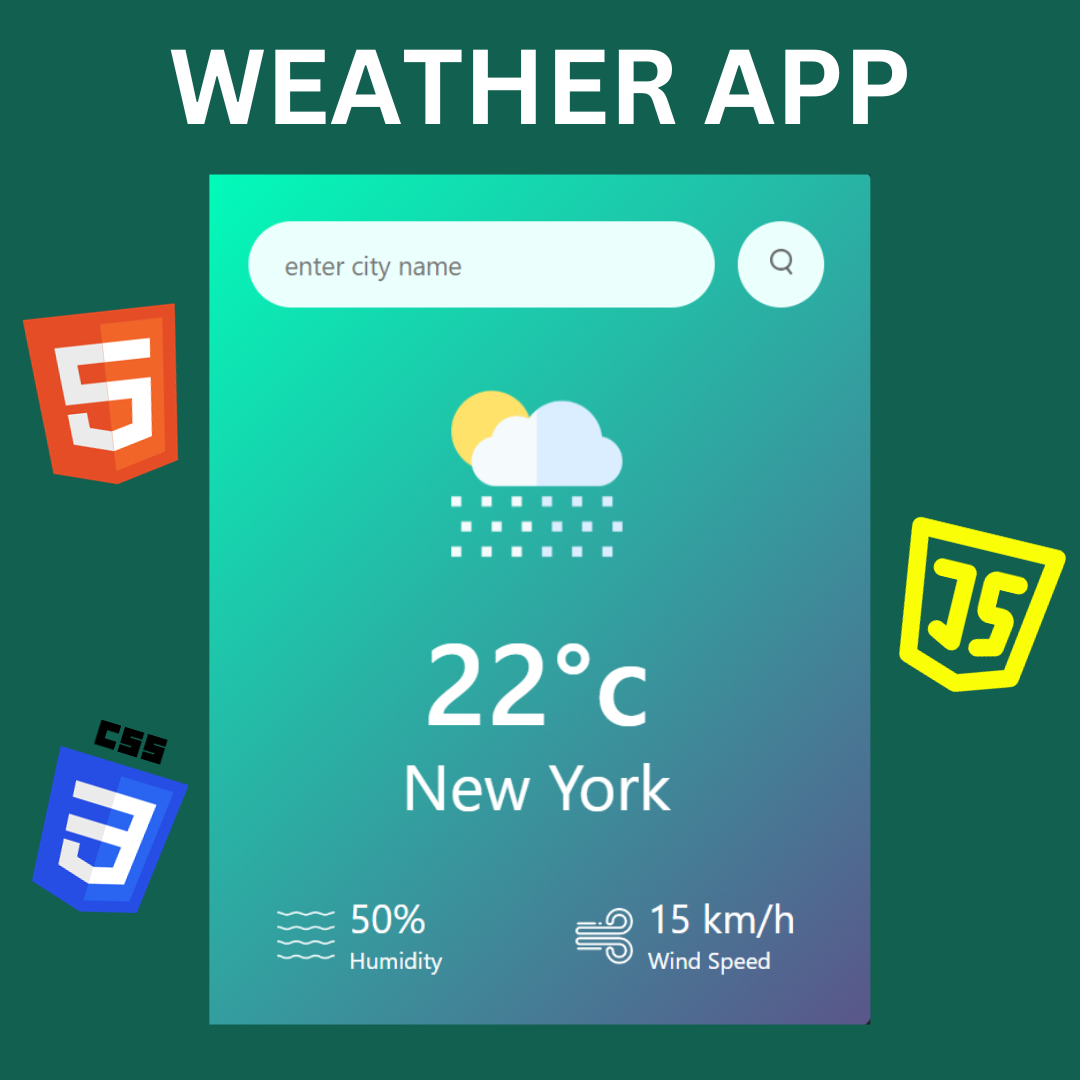 WEATHER APP
enter city name
5
JS
22°c
New York
CSS
3
50%
15 km/h
Humidity
Wind Speed